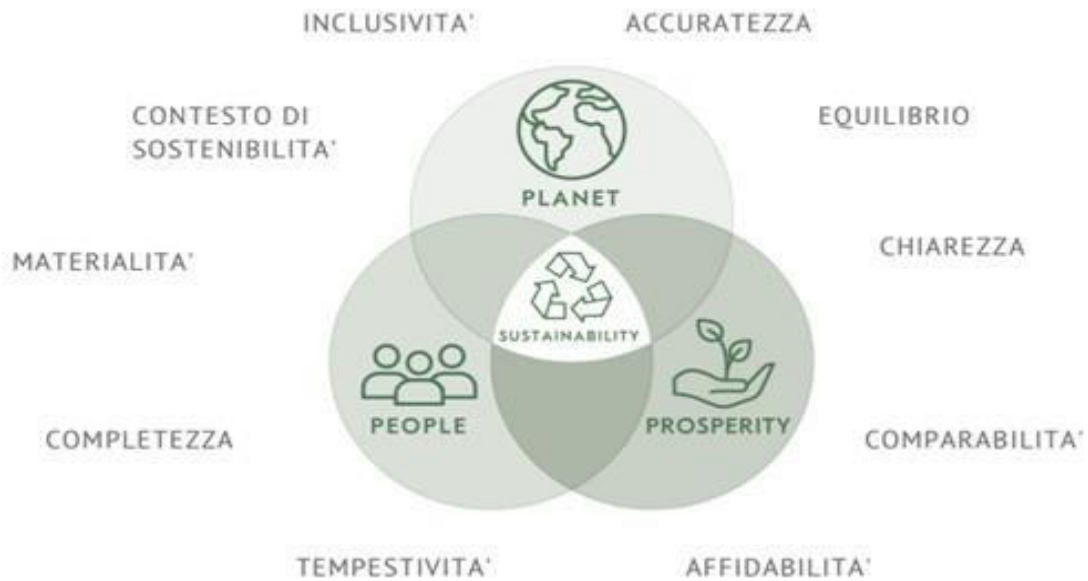 INCLUSIVITA'
ACCURATEZZA
CONTESTO DI
SOSTENIBILITA'
EQUILIBRIO
PLANET
MATERIALITA'
CHIAREZZA
SUSTAINABILITY
PEOPLE
PROSPERITY
COMPLETEZZA
COMPARABILITA'
TEMPESTIVITA'
AFFIDABILITA'